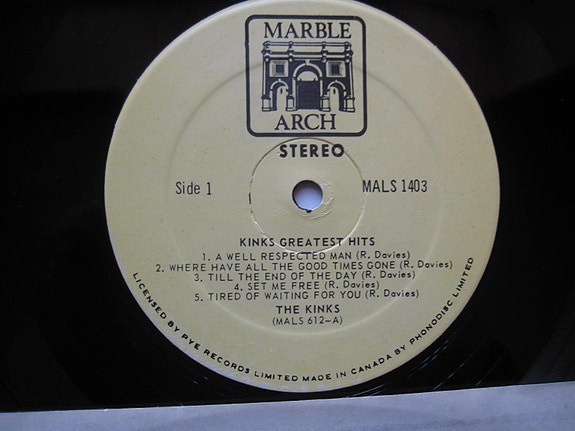 MARBLE
ARCH
STEREO
Side 1
MALS 1403
KINKS GREATEST HITS
1. A WELL RESPECTED MAN (R. Davies)
2. WHERE HAVE ALL THE GOOD TIMES GONE (R. Davies)
3. TILL THE END OF THE DAY (R. Davies)
4. SET ME FREE (R. Davies)
5. TIRED OF WAITING FOR YOU (R. Davies)
THE KINKS
(MALS 612-A)
LICENSED BY PYE RECORDS LIMITED MADE IN CANADA BY PHONODISC LIMITED